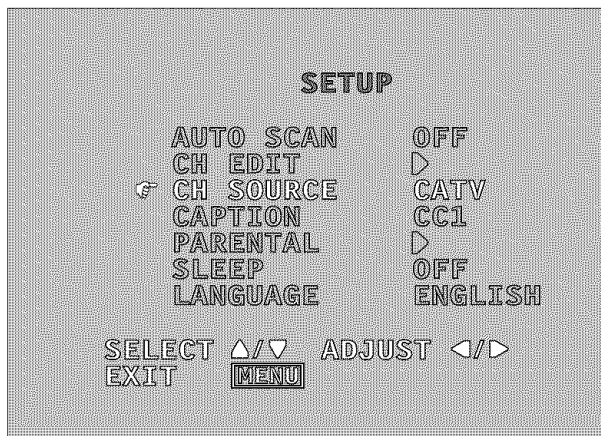 SETUP
AUTO SCAN OFF
CH EDIT ▷
CH SOURCE CATV
CAPTION CC1
PARENTAL ▷
SLEEP OFF
LANGUAGE ENGLISH
SELECT △/▽ ADJUST ◁/▷
EXIT MENU